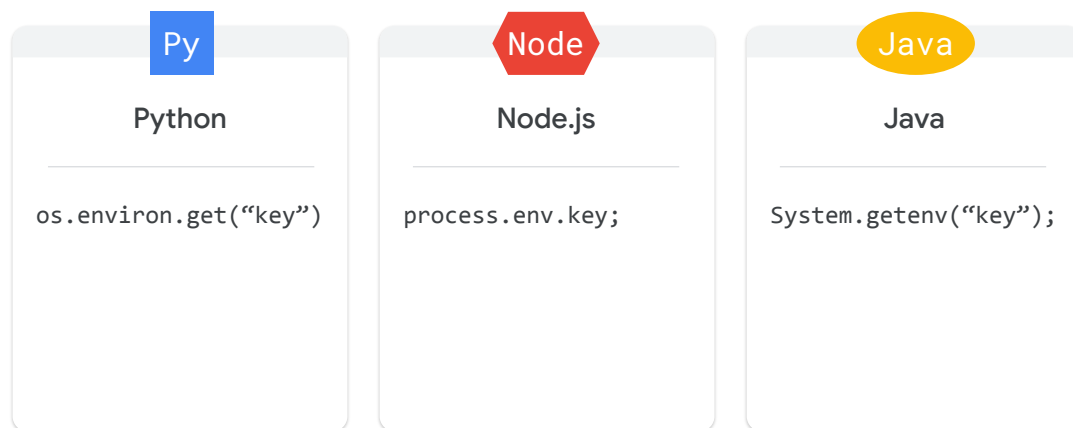 Py
Python
os.environ.get(“key”)
Node
Node.js
process.env.key;
Java
Java
System.getenv(“key”);